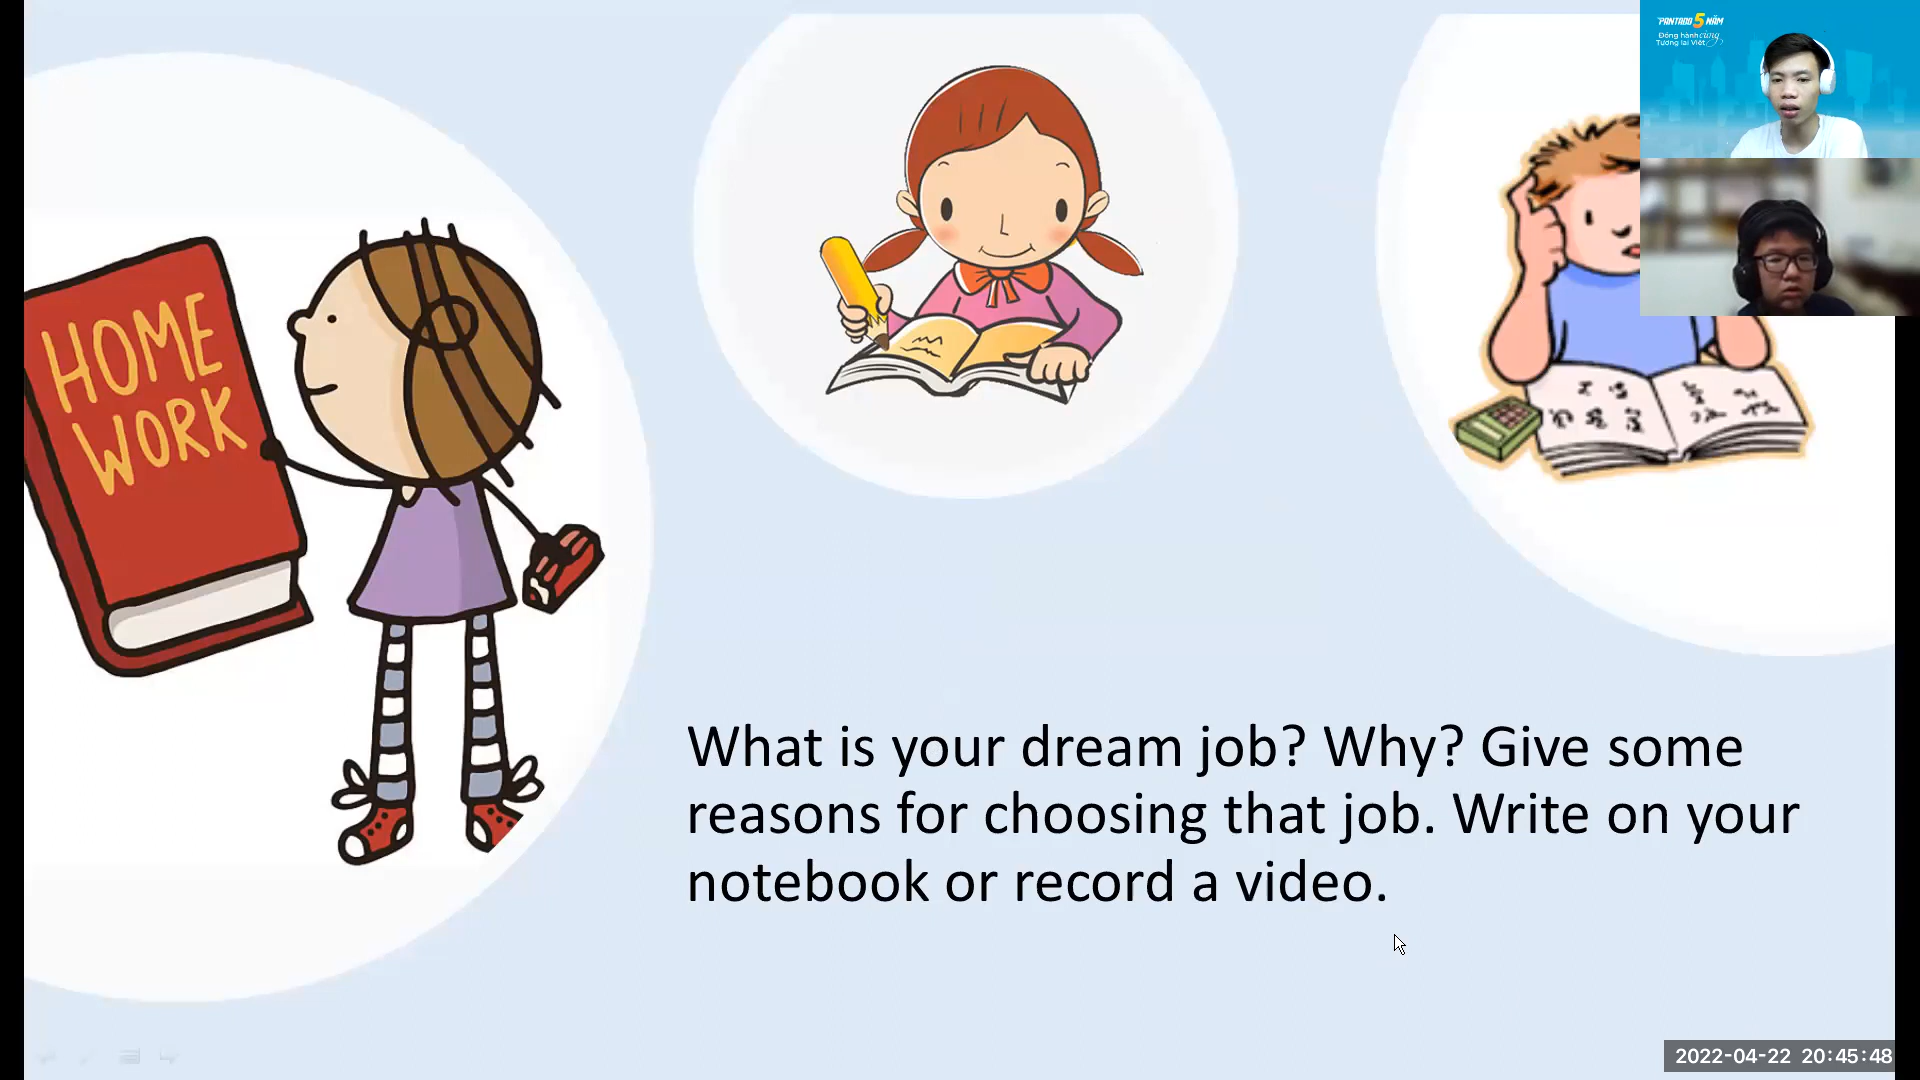 PANTADO 5 NĂM
Đồng hành cùng
Tương lai Việt
HOME
WORK
What is your dream job? Why? Give some
reasons for choosing that job. Write on your
notebook or record a video.
2022-04-22 20:45:48